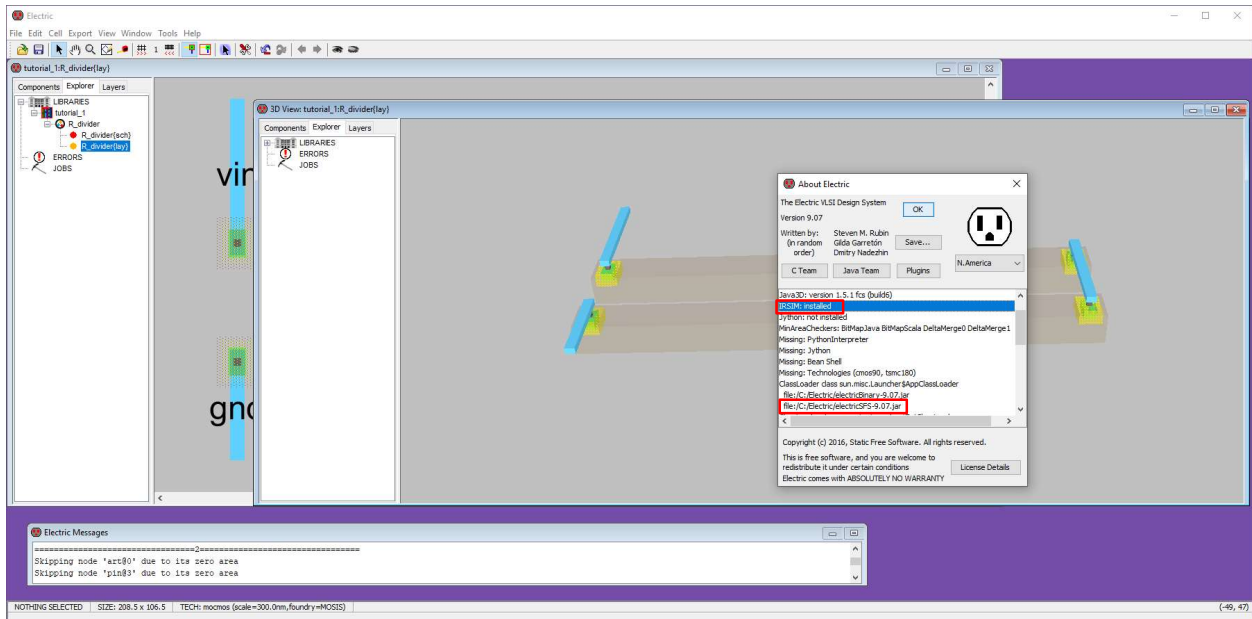 Electric
File Edit Cell Export View Window Tools Help
1
tutorial_1:R_divider{lay}
Components Explorer Layers
LIBRARIES
tutorial_1
R_divider
R_divider{sch}
R_divider{lay}
ERRORS
JOBS
vin
gnd
3D View: tutorial_1:R_divider{lay}
Components Explorer Layers
LIBRARIES
ERRORS
JOBS
About Electric
The Electric VLSI Design System
OK
Version 9.07
Written by: Steven M. Rubin
(in random Gilda Garretón
order) Dmitry Nadezhin
Save...
N.America
C Team Java Team Plugins
Java3D: version 1.5.1 fcs (build6)
IRSIM: installed
Jython: not installed
MinAreaCheckers: BitMapJava BitMapScala DeltaMerge0 DeltaMerge1
Missing: PythonInterpreter
Missing: Jython
Missing: Bean Shell
Missing: Technologies (cmos90, tsmc180)
ClassLoader class sun.misc.Launcher$AppClassLoader
file:/C:/Electric/electricBinary-9.07.jar
file:/C:/Electric/electricSFS-9.07.jar
Copyright (c) 2016, Static Free Software. All rights reserved.
This is free software, and you are welcome to
redistribute it under certain conditions
License Details
Electric comes with ABSOLUTELY NO WARRANTY
Electric Messages
=================================2=================================
Skipping node 'art@0' due to its zero area
Skipping node 'pin@3' due to its zero area
NOTHING SELECTED SIZE: 208.5 x 106.5 TECH: mocmos (scale=300.0nm,foundry=MOSIS) (-49, 47)